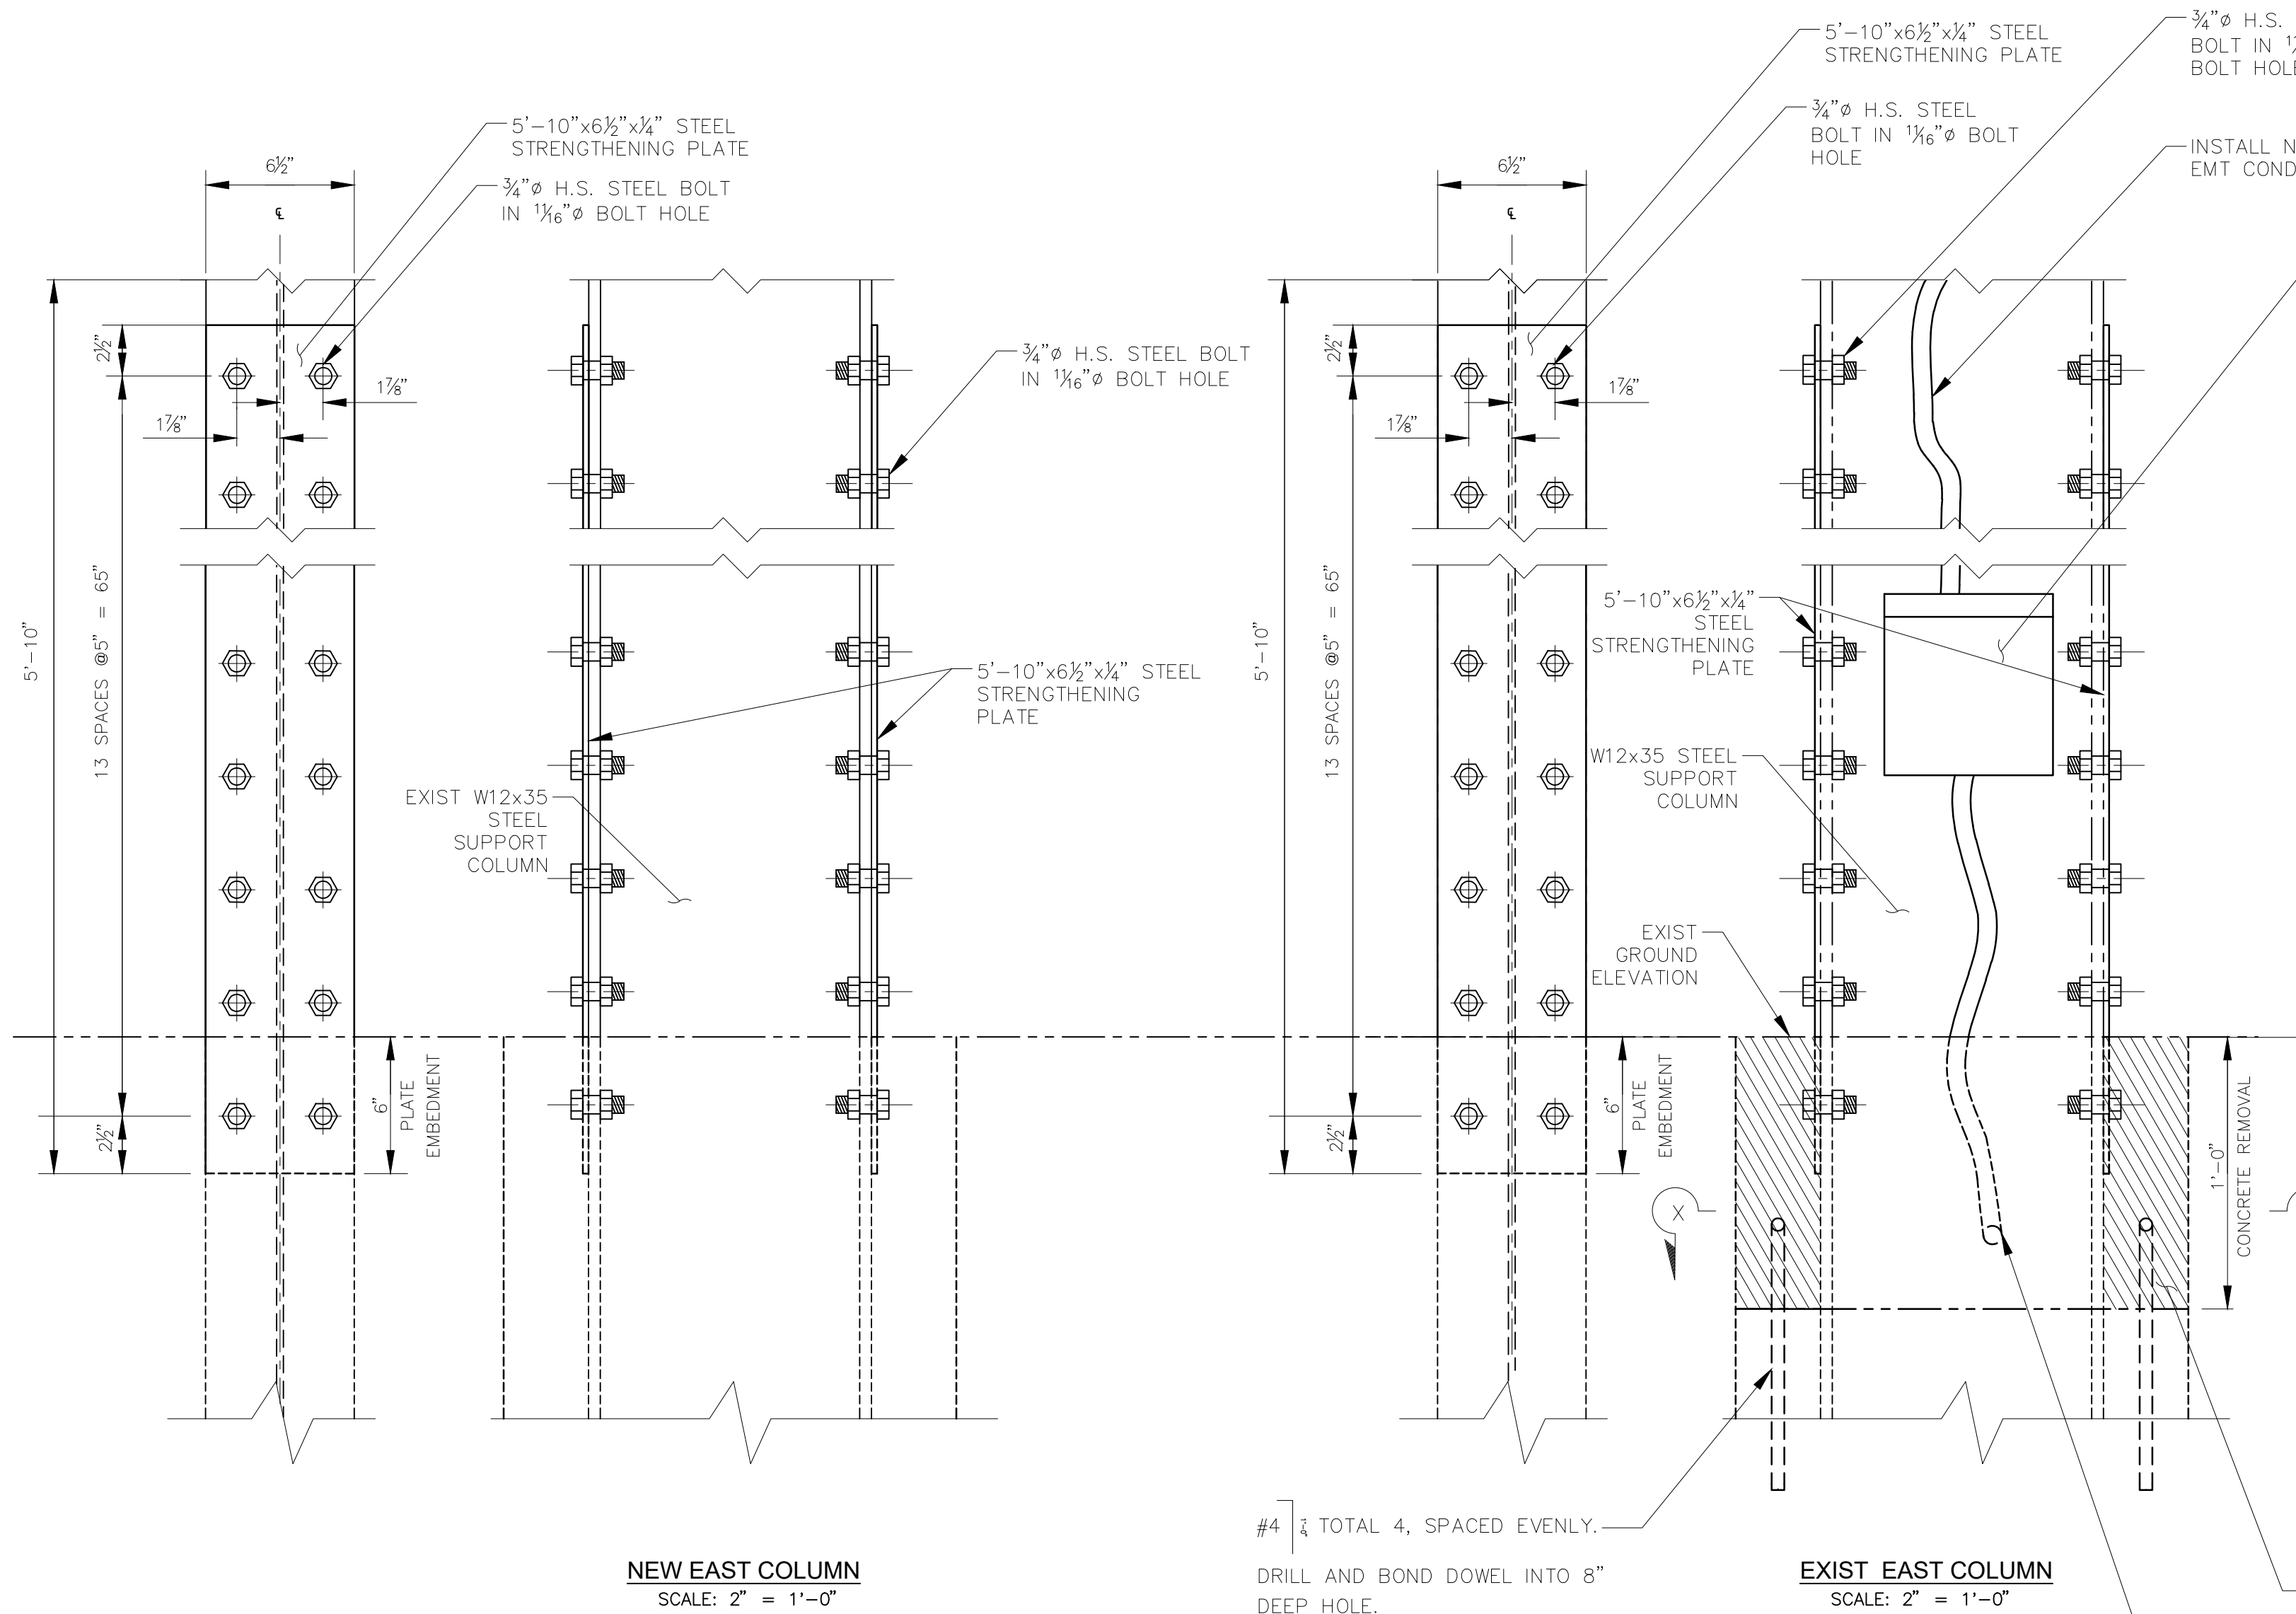 5'-10"x6½"x¼" STEEL
STRENGTHENING PLATE
¾"ø H.S. STEEL BOLT
IN 11/16"ø BOLT HOLE
6½"
℄
2½"
1⅞"
1⅞"
5'-10"
13 SPACES @5" = 65"
¾"ø H.S. STEEL BOLT
IN 11/16"ø BOLT HOLE
5'-10"x6½"x¼" STEEL
STRENGTHENING
PLATE
EXIST W12x35
STEEL
SUPPORT
COLUMN
6"
PLATE
EMBEDMENT
2½"
NEW EAST COLUMN
SCALE: 2" = 1'-0"
5'-10"x6½"x¼" STEEL
STRENGTHENING PLATE
¾"ø H.S. STEEL
BOLT IN 11/16"ø BOLT
HOLE
¾"ø H.S.
BOLT IN
BOLT
INSTALL
EMT
6½"
℄
2½"
1⅞"
1⅞"
5'-10"
13 SPACES @5" = 65"
5'-10"x6½"x¼"
STEEL
STRENGTHENING
PLATE
W12x35 STEEL
SUPPORT
COLUMN
EXIST
GROUND
ELEVATION
6"
PLATE
EMBEDMENT
2½"
X
1'-0"
CONCRETE REMOVAL
#4 TOTAL 4, SPACED EVENLY.
DRILL AND BOND DOWEL INTO 8"
DEEP HOLE.
EXIST EAST COLUMN
SCALE: 2" = 1'-0"